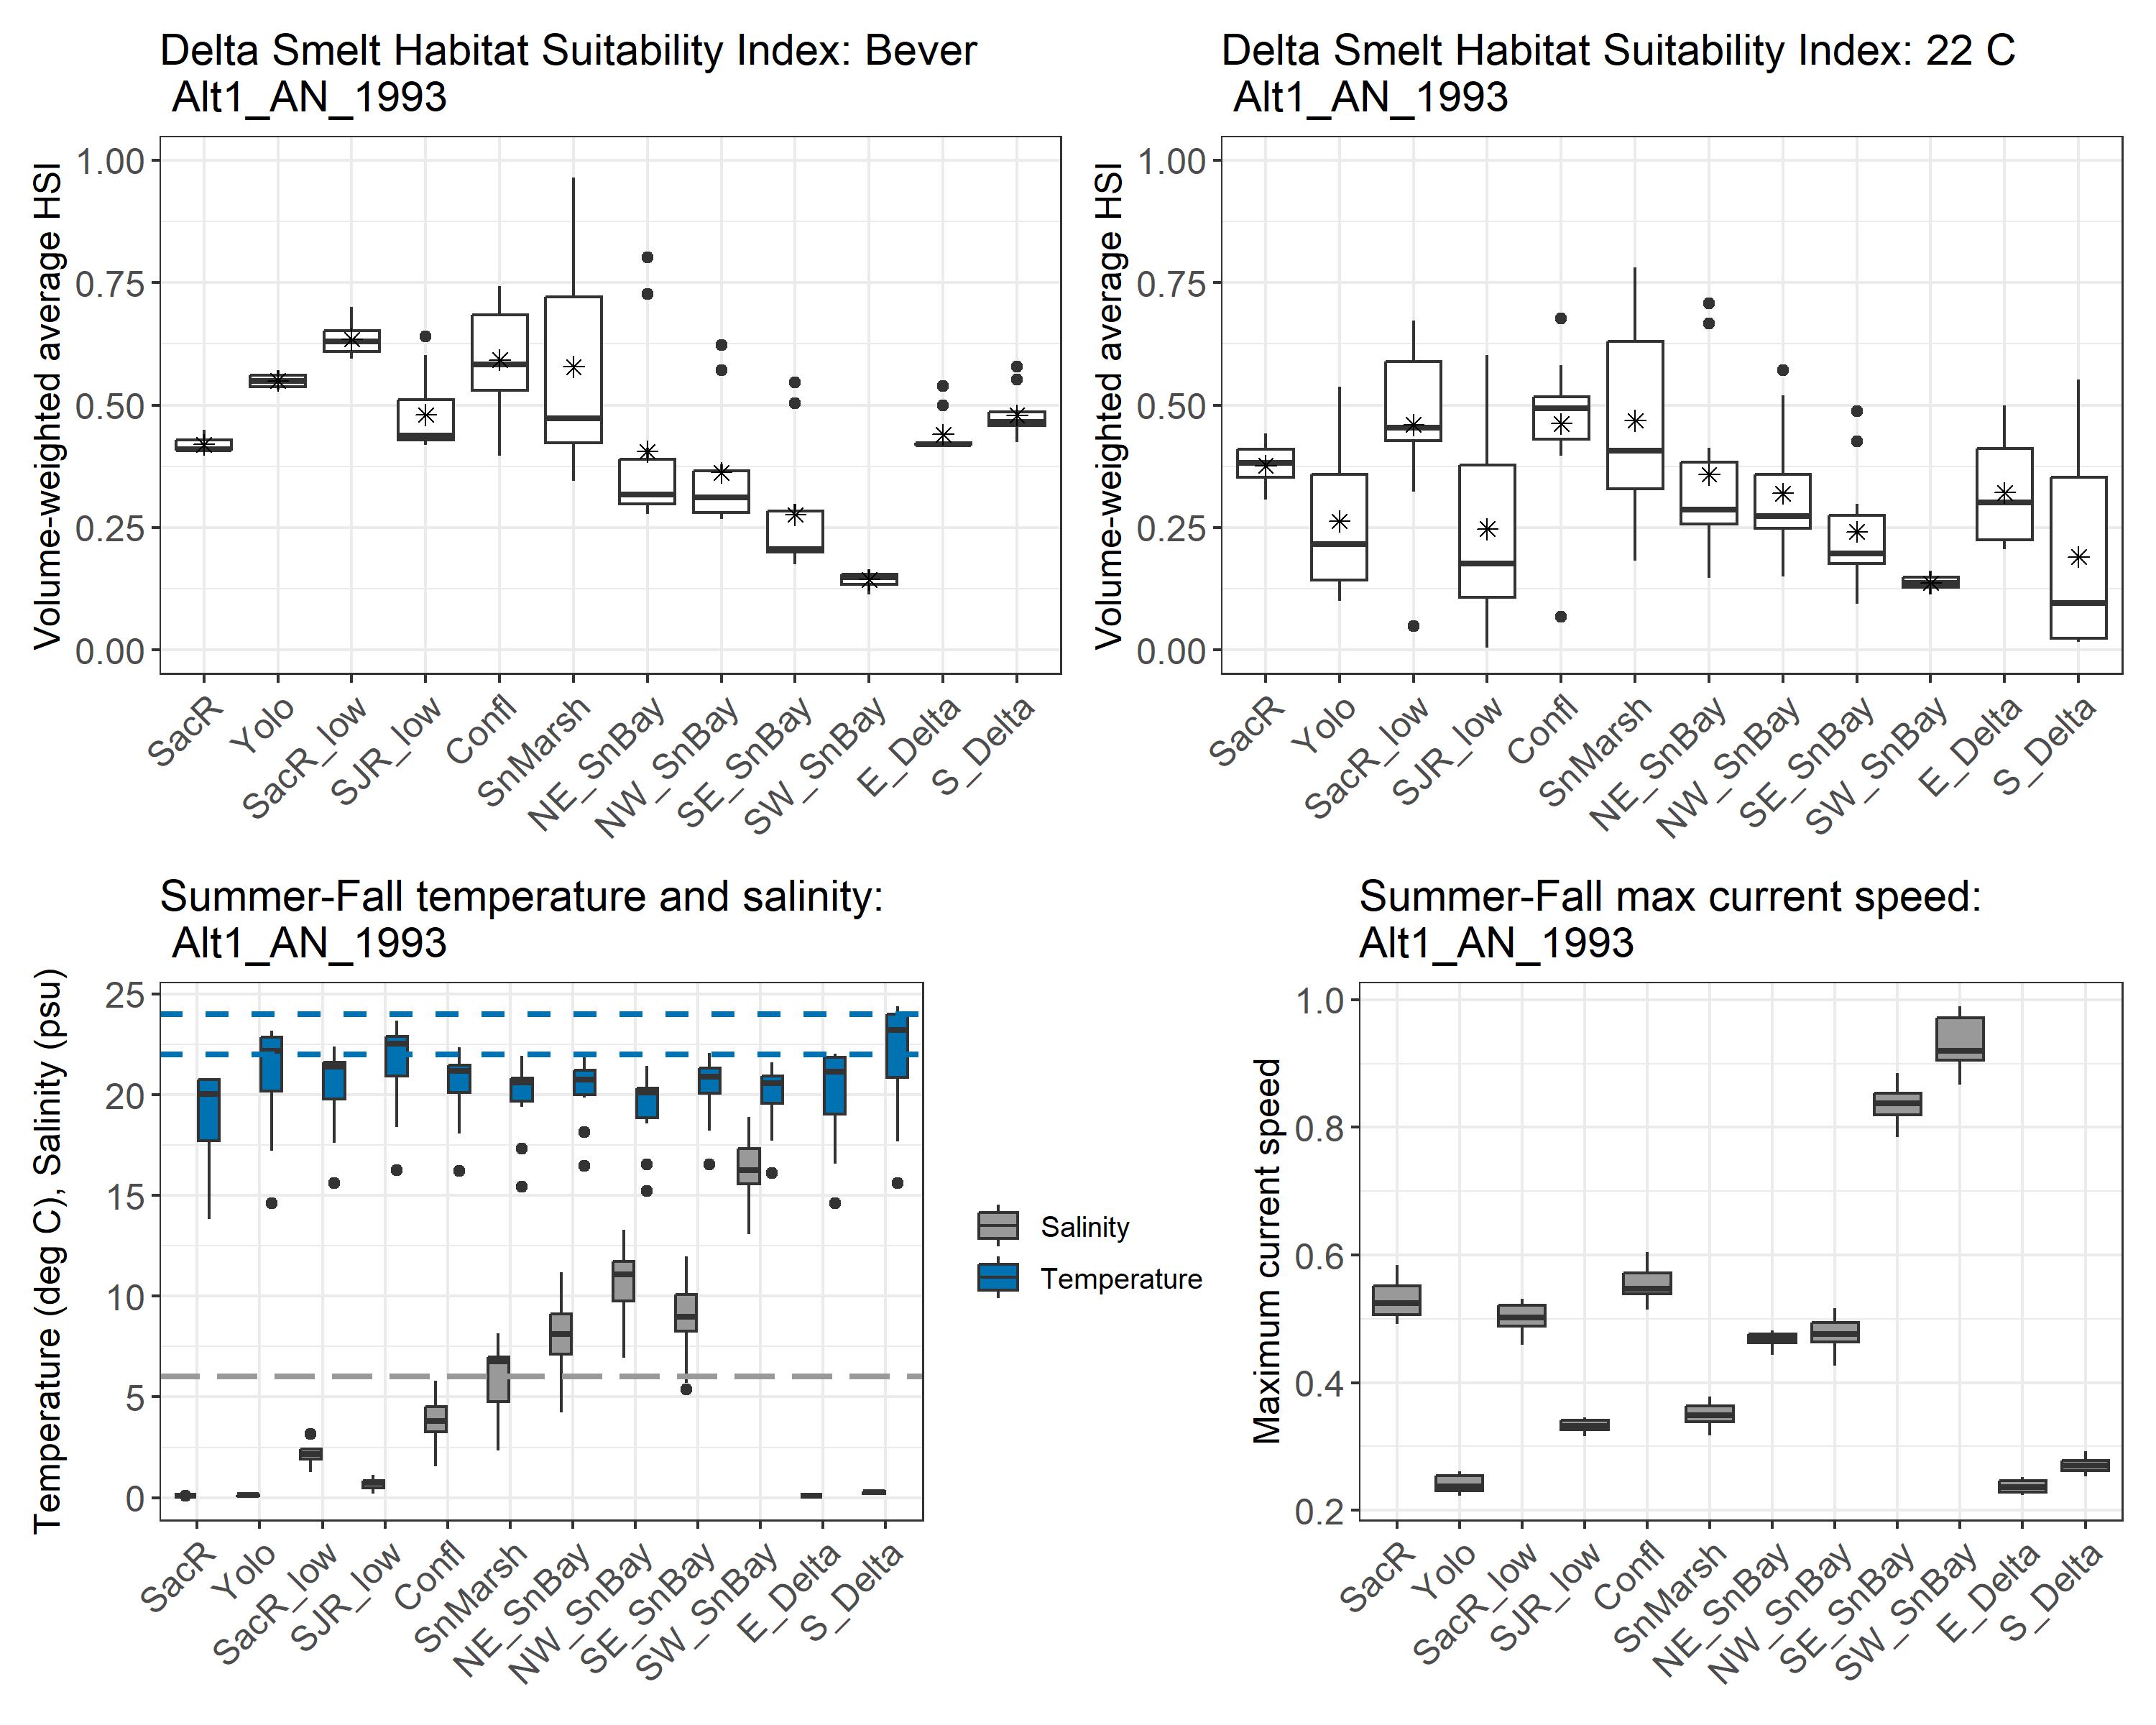 Delta Smelt Habitat Suitability Index: Bever
Alt1_AN_1993
Volume-weighted average HSI
1.00
0.75
0.50
0.25
0.00
SacR
Yolo
SacR_low
SJR_low
Confl
SnMarsh
NE_SnBay
NW_SnBay
SE_SnBay
SW_SnBay
E_Delta
S_Delta
Delta Smelt Habitat Suitability Index: 22 C
Alt1_AN_1993
Volume-weighted average HSI
1.00
0.75
0.50
0.25
0.00
SacR
Yolo
SacR_low
SJR_low
Confl
SnMarsh
NE_SnBay
NW_SnBay
SE_SnBay
SW_SnBay
E_Delta
S_Delta
Summer-Fall temperature and salinity:
Alt1_AN_1993
Temperature (deg C), Salinity (psu)
25
20
15
10
5
0
SacR
Yolo
SacR_low
SJR_low
Confl
SnMarsh
NE_SnBay
NW_SnBay
SE_SnBay
SW_SnBay
E_Delta
S_Delta
Salinity
Temperature
Summer-Fall max current speed:
Alt1_AN_1993
Maximum current speed
1.0
0.8
0.6
0.4
0.2
SacR
Yolo
SacR_low
SJR_low
Confl
SnMarsh
NE_SnBay
NW_SnBay
SE_SnBay
SW_SnBay
E_Delta
S_Delta